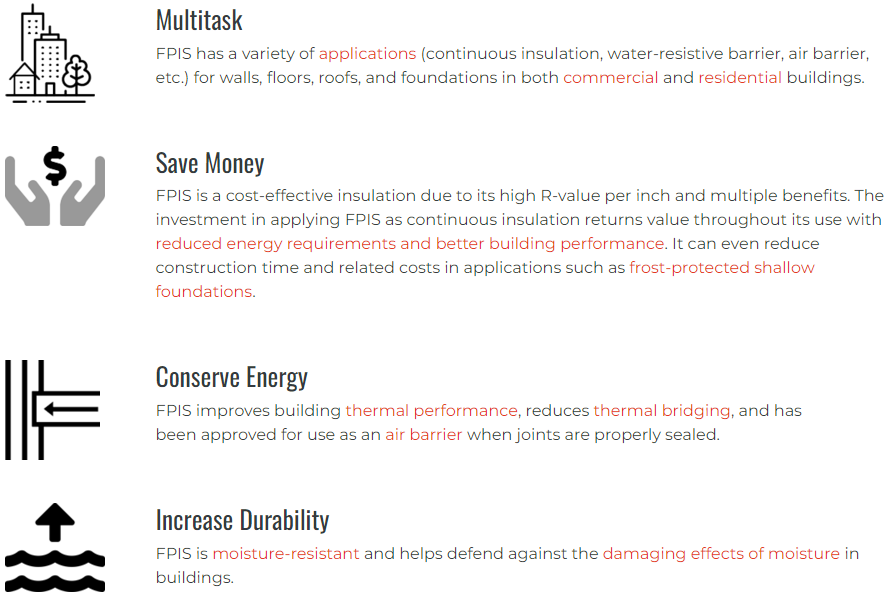 Multitask
FPIS has a variety of applications (continuous insulation, water-resistive barrier, air barrier,
etc.) for walls, floors, roofs, and foundations in both commercial and residential buildings.
$
Save Money
FPIS is a cost-effective insulation due to its high R-value per inch and multiple benefits. The
investment in applying FPIS as continuous insulation returns value throughout its use with
reduced energy requirements and better building performance. It can even reduce
construction time and related costs in applications such as frost-protected shallow
foundations.
Conserve Energy
FPIS improves building thermal performance, reduces thermal bridging, and has
been approved for use as an air barrier when joints are properly sealed.
Increase Durability
FPIS is moisture-resistant and helps defend against the damaging effects of moisture in
buildings.